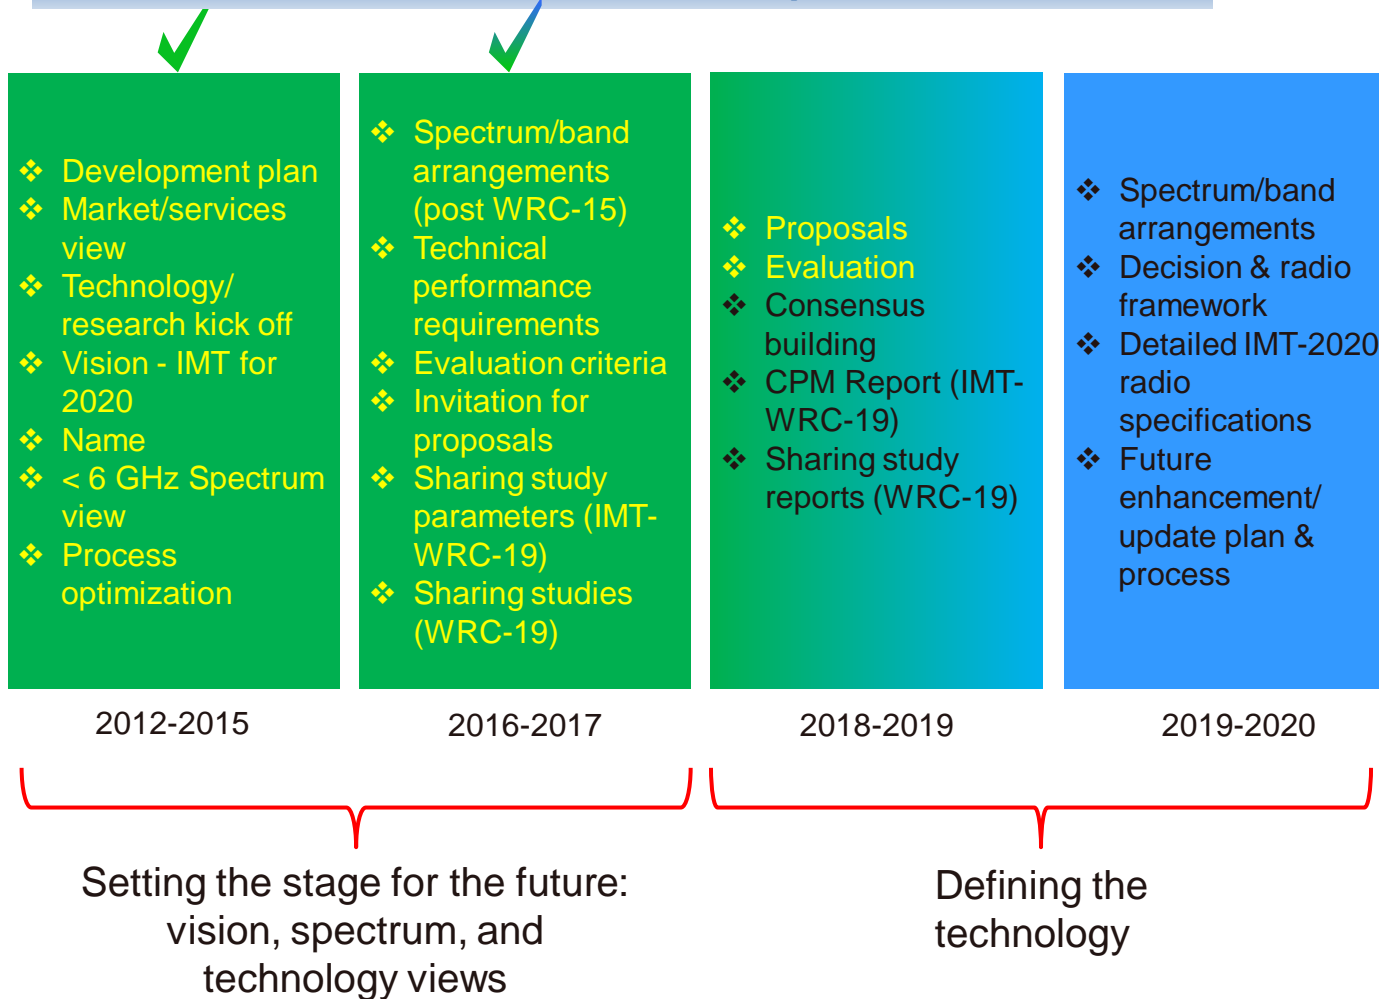 ❖ Development plan
❖ Market/services
view
❖ Technology/
research kick off
❖ Vision - IMT for
2020
❖ Name
❖ < 6 GHz Spectrum
view
❖ Process
optimization
2012-2015
❖ Spectrum/band
arrangements
(post WRC-15)
❖ Technical
performance
requirements
❖ Evaluation criteria
❖ Invitation for
proposals
❖ Sharing study
parameters (IMT-
WRC-19)
❖ Sharing studies
(WRC-19)
2016-2017
❖ Proposals
❖ Evaluation
❖ Consensus
building
❖ CPM Report (IMT-
WRC-19)
❖ Sharing study
reports (WRC-19)
2018-2019
❖ Spectrum/band
arrangements
❖ Decision & radio
framework
❖ Detailed IMT-2020
radio
specifications
❖ Future
enhancement/
update plan &
process
2019-2020
Setting the stage for the future:
vision, spectrum, and
technology views
Defining the
technology